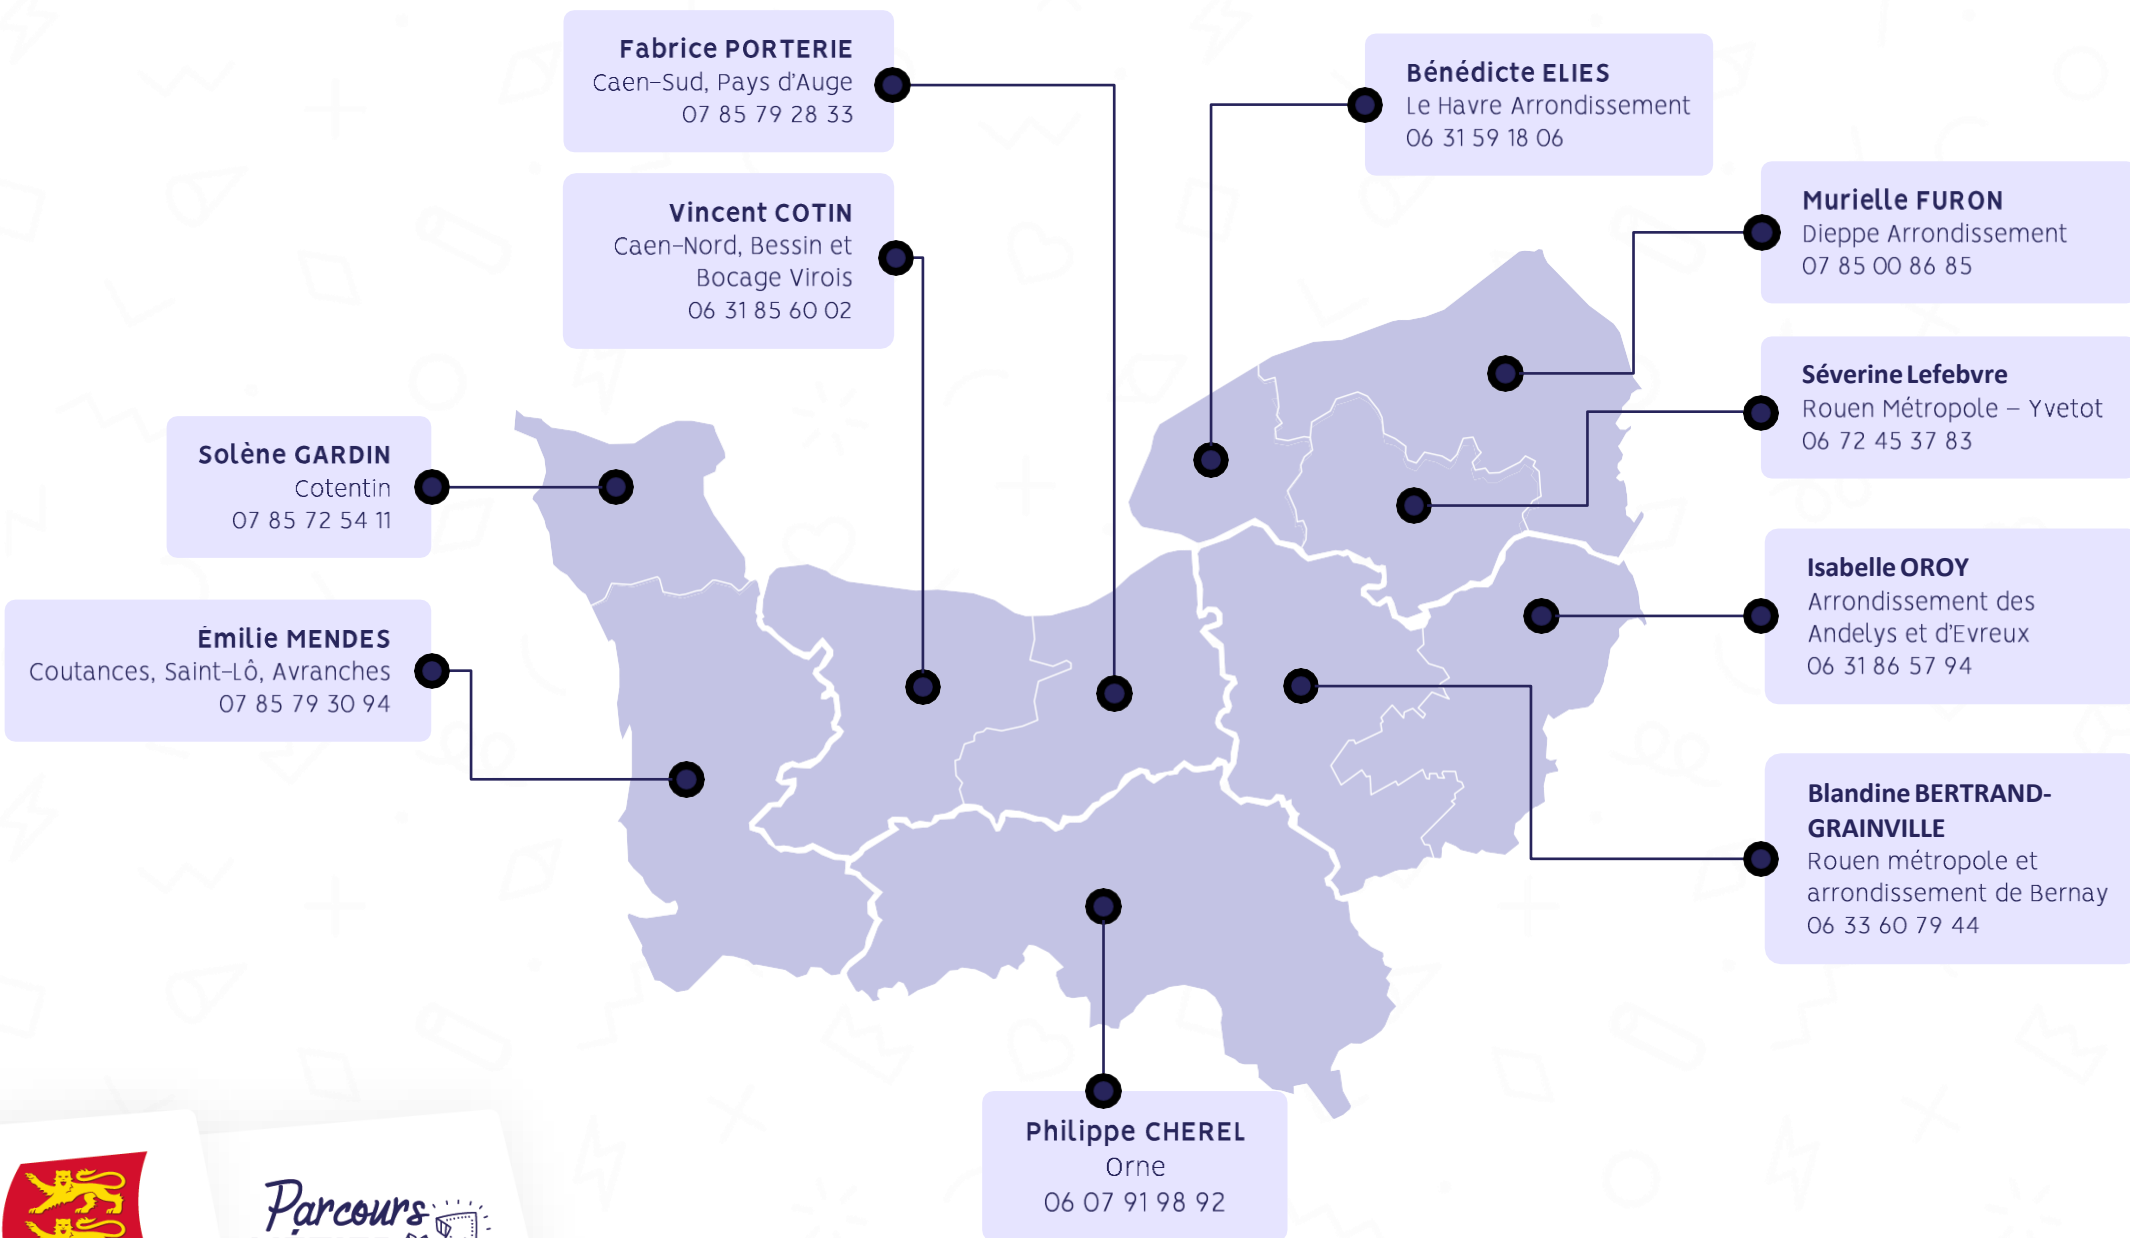 Fabrice PORTERIE
Caen-Sud, Pays d'Auge
07 85 79 28 33
Bénédicte ELIES
Le Havre Arrondissement
06 31 59 18 06
Vincent COTIN
Caen-Nord, Bessin et
Bocage Virois
06 31 85 60 02
Murielle FURON
Dieppe Arrondissement
07 85 00 86 85
Séverine Lefebvre
Rouen Métropole – Yvetot
06 72 45 37 83
Solène GARDIN
Cotentin
07 85 72 54 11
Isabelle OROY
Arrondissement des
Andelys et d'Evreux
06 31 86 57 94
Émilie MENDES
Coutances, Saint-Lô, Avranches
07 85 79 30 94
Blandine BERTRAND-
GRAINVILLE
Rouen métropole et
arrondissement de Bernay
06 33 60 79 44
Philippe CHEREL
Orne
06 07 91 98 92
Parcours